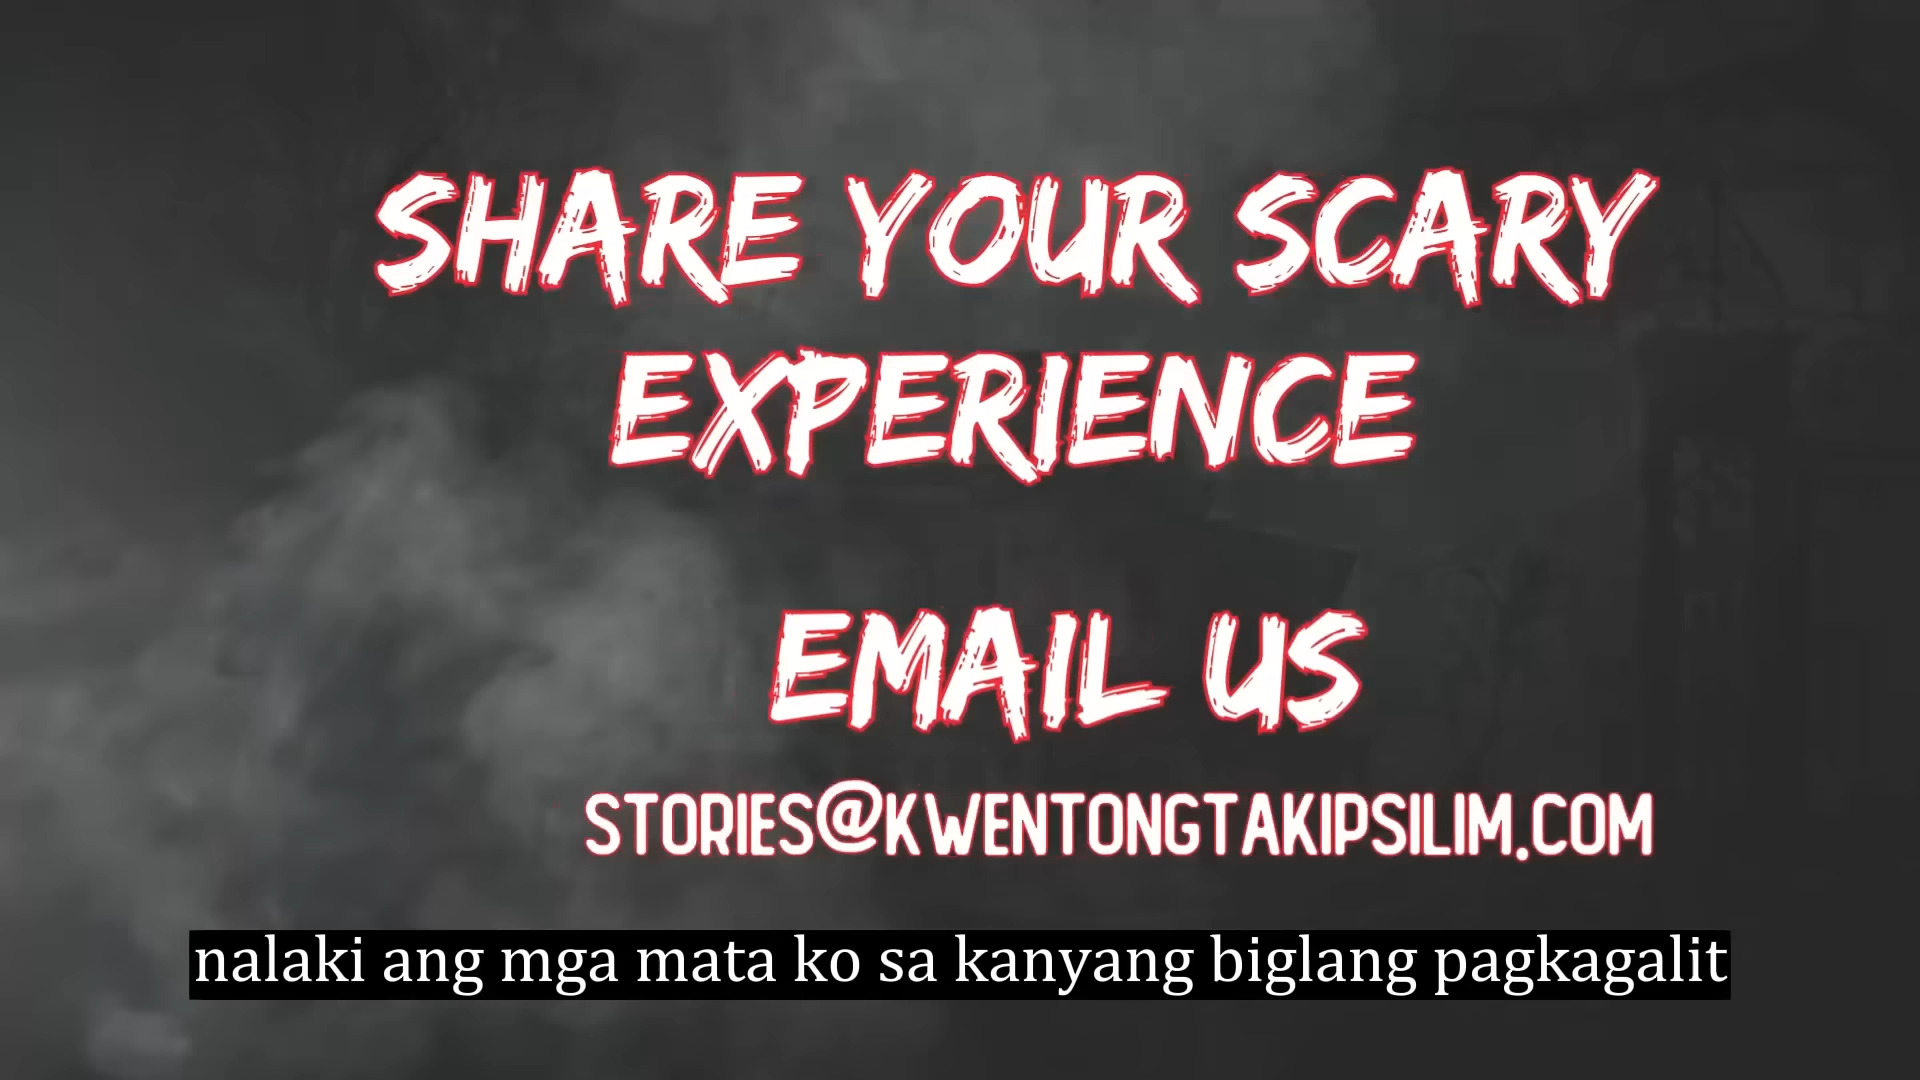 SHARE YOUR SCARY
EXPERIENCE
EMAIL US
STORIES@KWENTONGTAKIPSILIM.COM
nalaki ang mga mata ko sa kanyang biglang pagkagalit